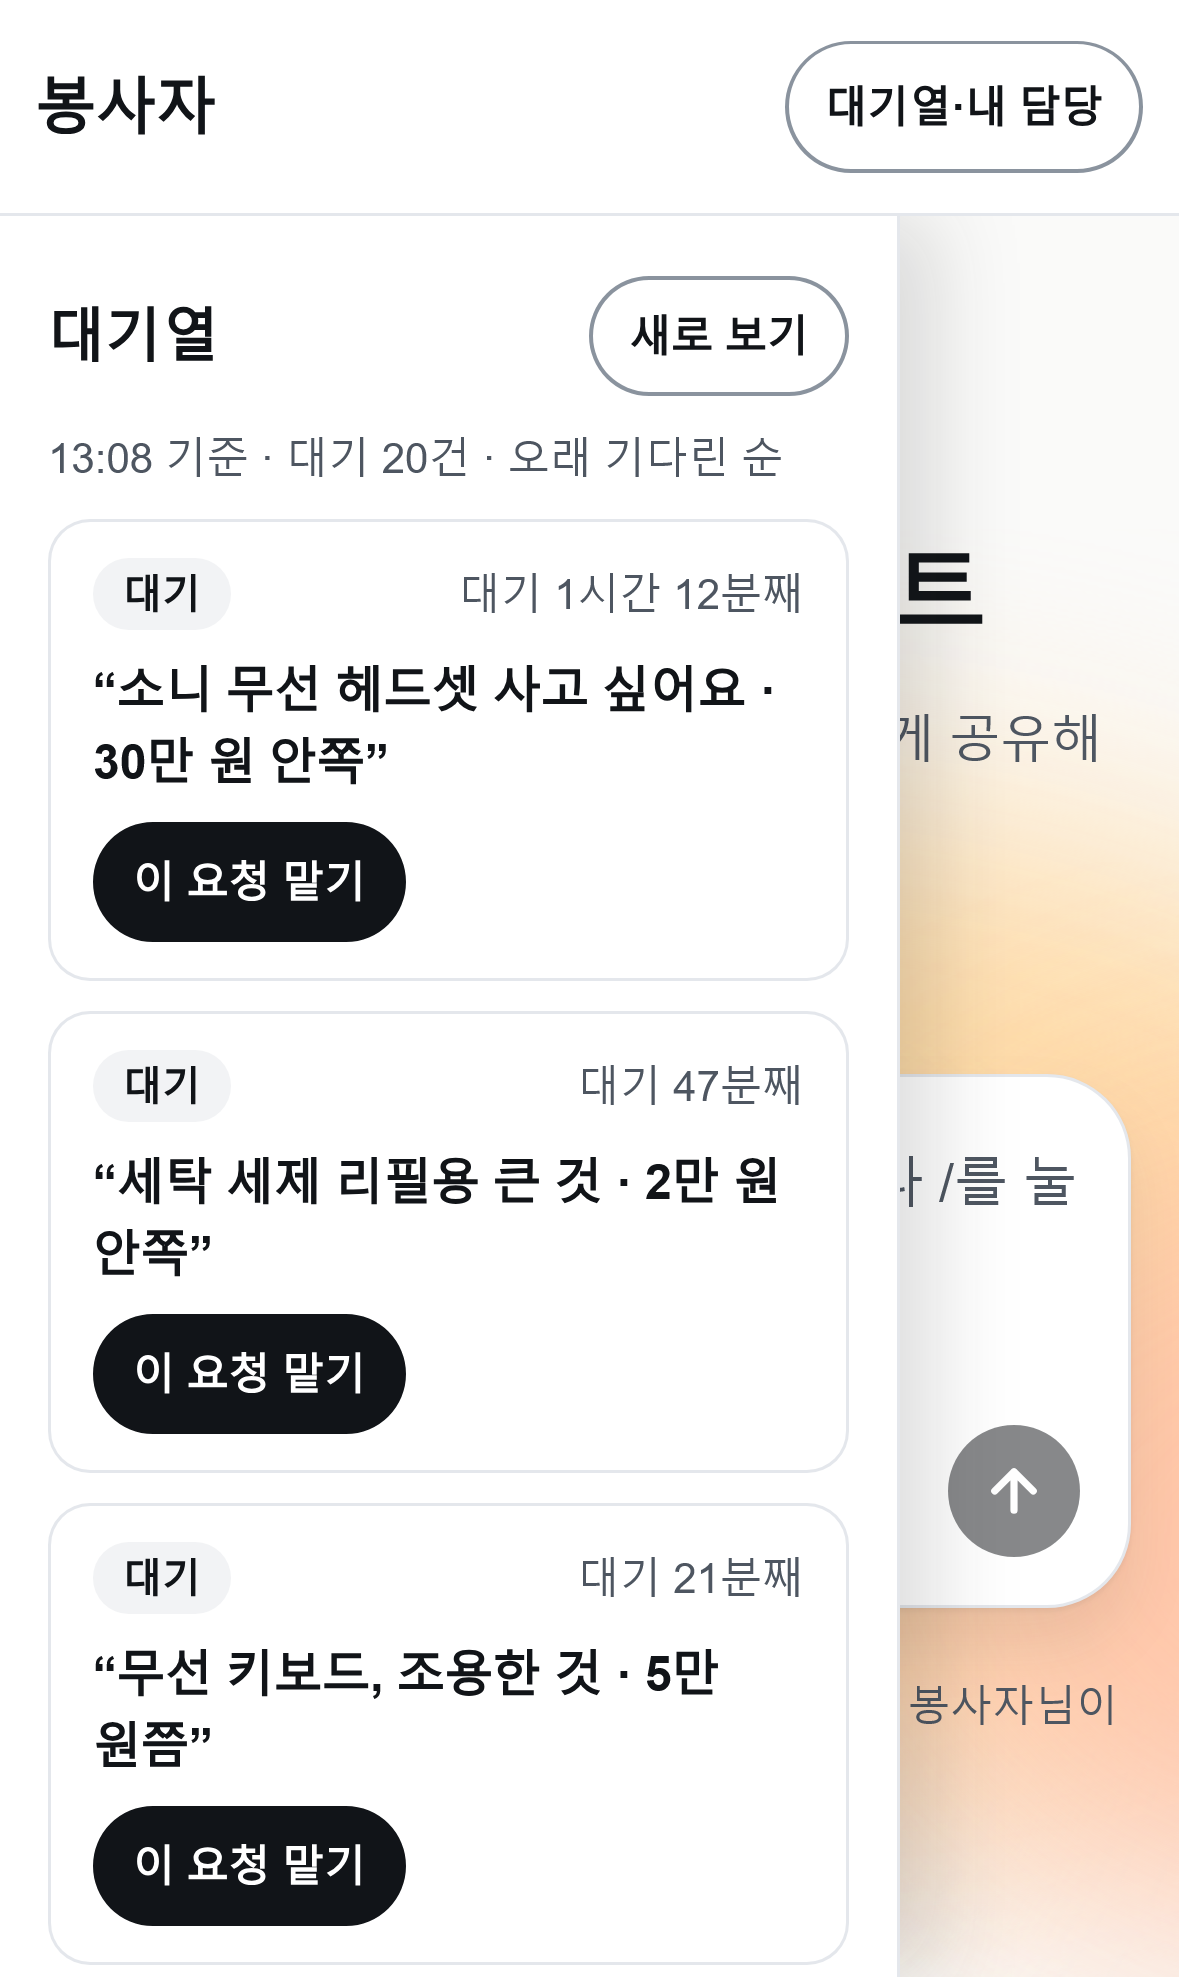 봉사자
대기열·내 담당
대기열
새로 보기
13:08 기준 · 대기 20건 · 오래 기다린 순
대기
대기 1시간 12분째
“소니 무선 헤드셋 사고 싶어요 ·
30만 원 안쪽”
이 요청 맡기
대기
대기 47분째
“세탁 세제 리필용 큰 것 · 2만 원
안쪽”
이 요청 맡기
대기
대기 21분째
“무선 키보드, 조용한 것 · 5만
원쯤”
이 요청 맡기
트
게 공유해
/를 눌
봉사자님이